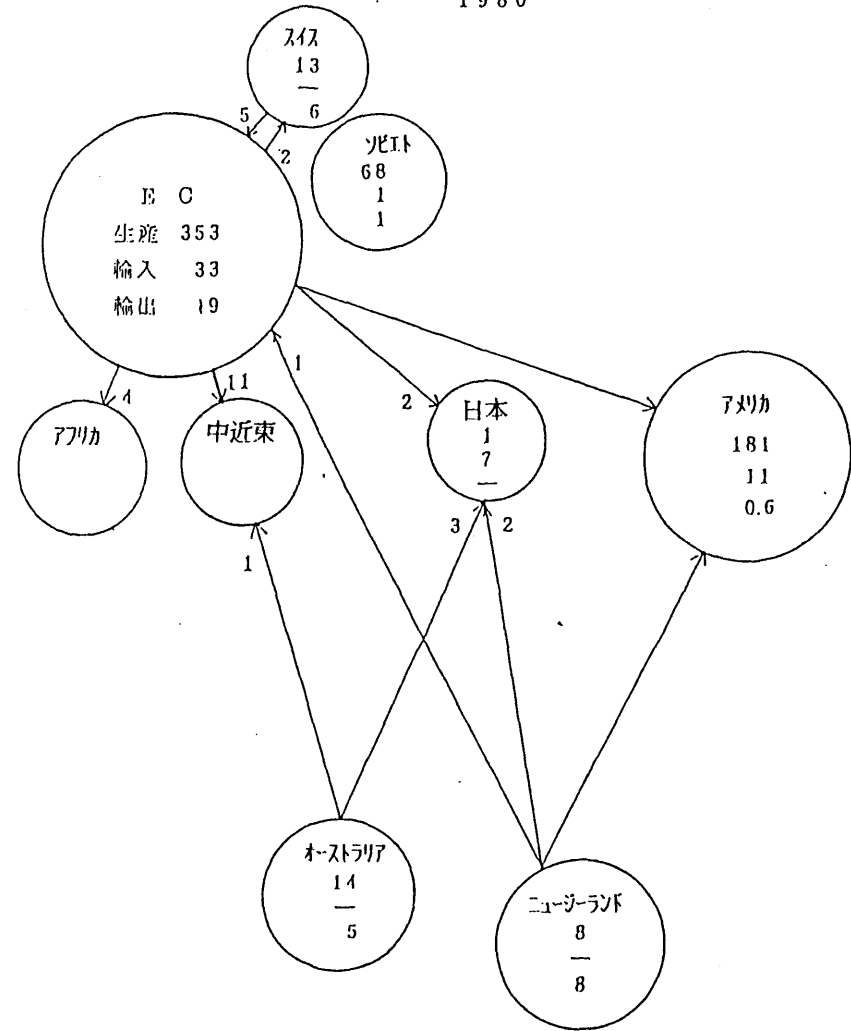 1980
スイス
13
—
6
5
2
ソビエト
68
1
1
EC
生産 353
輸入 33
輸出 19
4
11
1
2
アフリカ
中近東
日本
1
7
—
アメリカ
181
11
0.6
1
3
2
オーストラリア
14
—
5
ニュージーランド
8
—
8